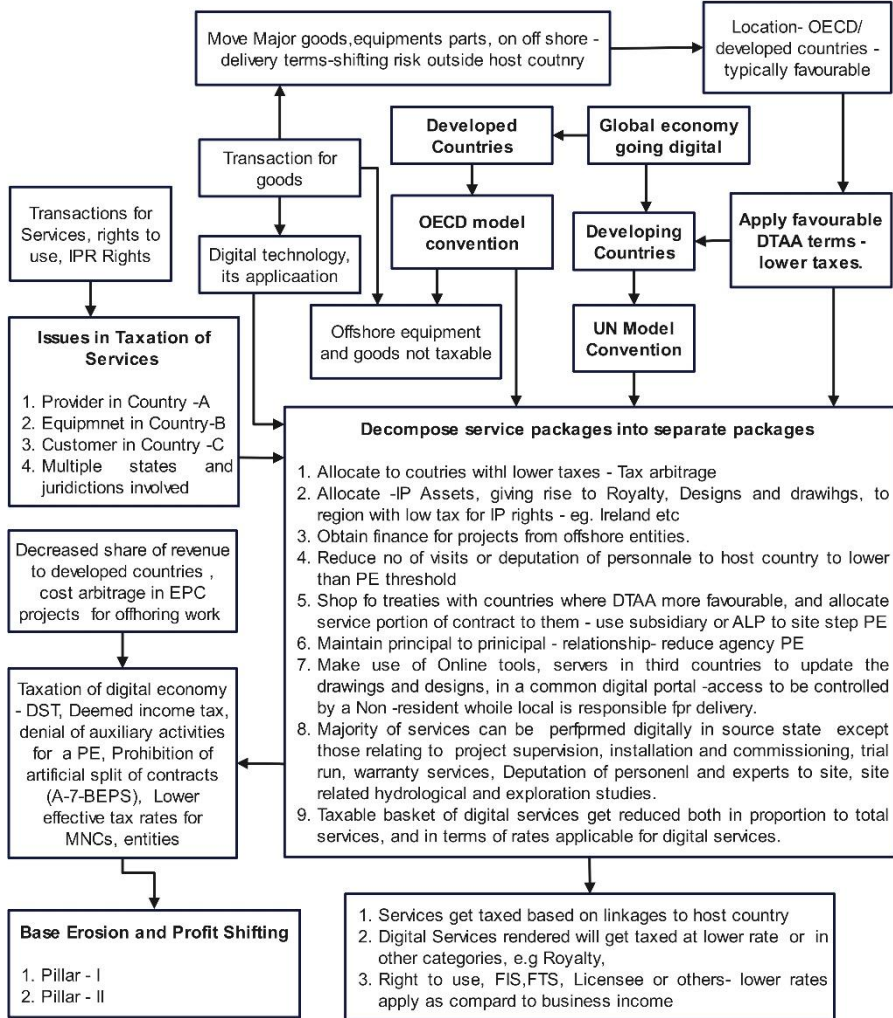 Move Major goods,equipments parts, on off shore -
delivery terms-shifting risk outside host coutnry
Location- OECD/
developed countries -
typically favourable
Developed
Countries
Global economy
going digital
Transaction for
goods
Transactions for
Services, rights to
use, IPR Rights
OECD model
convention
Developing
Countries
Apply favourable
DTAA terms -
lower taxes.
Digital technology,
its applicaation
Offshore equipment
and goods not taxable
UN Model
Convention
Issues in Taxation of
Services
1. Provider in Country -A
2. Equipmnet in Country-B
3. Customer in Country -C
4. Multiple states and
juridictions involved
Decompose service packages into separate packages
1. Allocate to coutries withl lower taxes - Tax arbitrage
2. Allocate -IP Assets, giving rise to Royalty, Designs and drawihgs, to
region with low tax for IP rights - eg. Ireland etc
3. Obtain finance for projects from offshore entities.
4. Reduce no of visits or deputation of personnale to host country to lower
than PE threshold
5. Shop fo treaties with countries where DTAA more favourable, and allocate
service portion of contract to them - use subsidiary or ALP to site step PE
6. Maintain principal to prinicipal - relationship- reduce agency PE
7. Make use of Online tools, servers in third countries to update the
drawings and designs, in a common digital portal -access to be controlled
by a Non -resident whoile local is responsible fpr delivery.
8. Majority of services can be perfprmed digitally in source state except
those relating to project supervision, installation and commissioning, trial
run, warranty services, Deputation of personenl and experts to site, site
related hydrological and exploration studies.
9. Taxable basket of digital services get reduced both in proportion to total
services, and in terms of rates applicable for digital services.
Decreased share of revenue
to developed countries ,
cost arbitrage in EPC
projects for offhoring work
Taxation of digital economy
- DST, Deemed income tax,
denial of auxiliary activities
for a PE, Prohibition of
artificial split of contracts
(A-7-BEPS), Lower
effective tax rates for
MNCs, entities
Base Erosion and Profit Shifting
1. Pillar - I
2. Pillar - II
1. Services get taxed based on linkages to host country
2. Digital Services rendered will get taxed at lower rate or in
other categories, e.g Royalty,
3. Right to use, FIS,FTS, Licensee or others- lower rates
apply as compard to business income